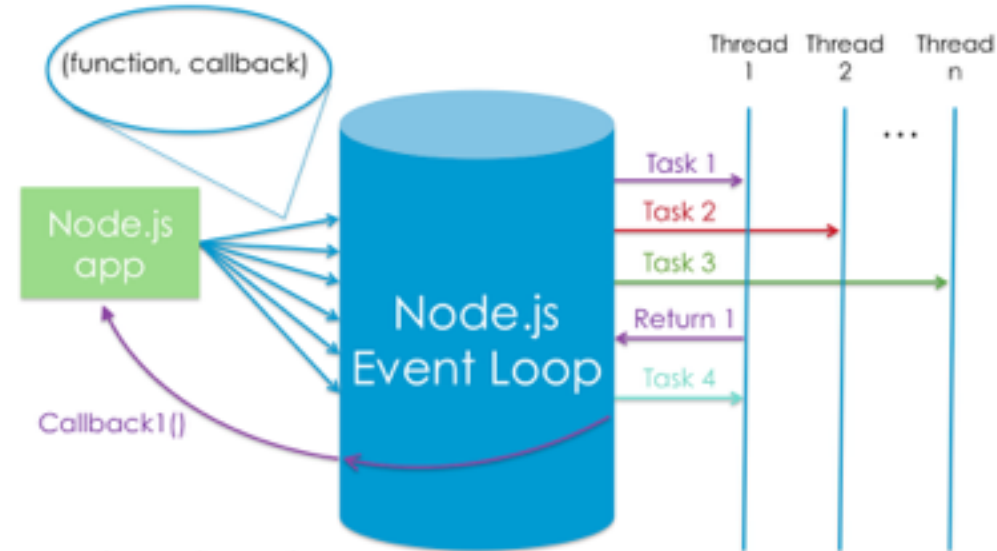 (function, callback)
Thread Thread Thread
1 2 n
...
Task 1
Node.js
app
Task 2
Task 3
Node.js
Event Loop
Return 1
Task 4
Callback1()